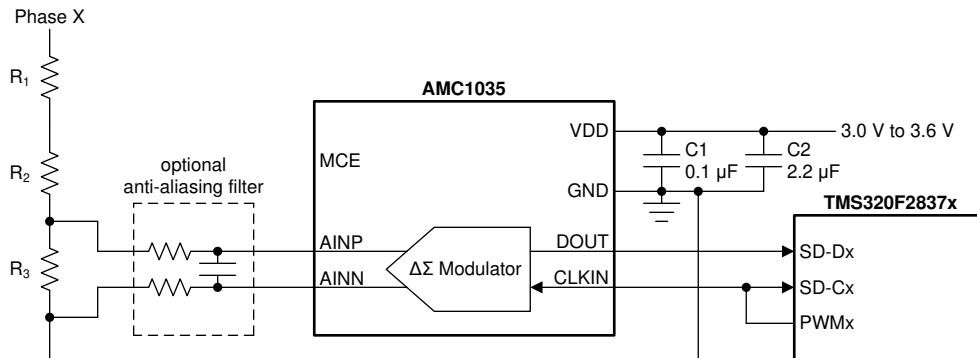 Phase X
R1
R2
R3
optional
anti-aliasing filter
AMC1035
MCE
AINP
AINN
ΔΣ Modulator
VDD
GND
DOUT
CLKIN
C1
0.1 µF
C2
2.2 µF
3.0 V to 3.6 V
TMS320F2837x
SD-Dx
SD-Cx
PWMx